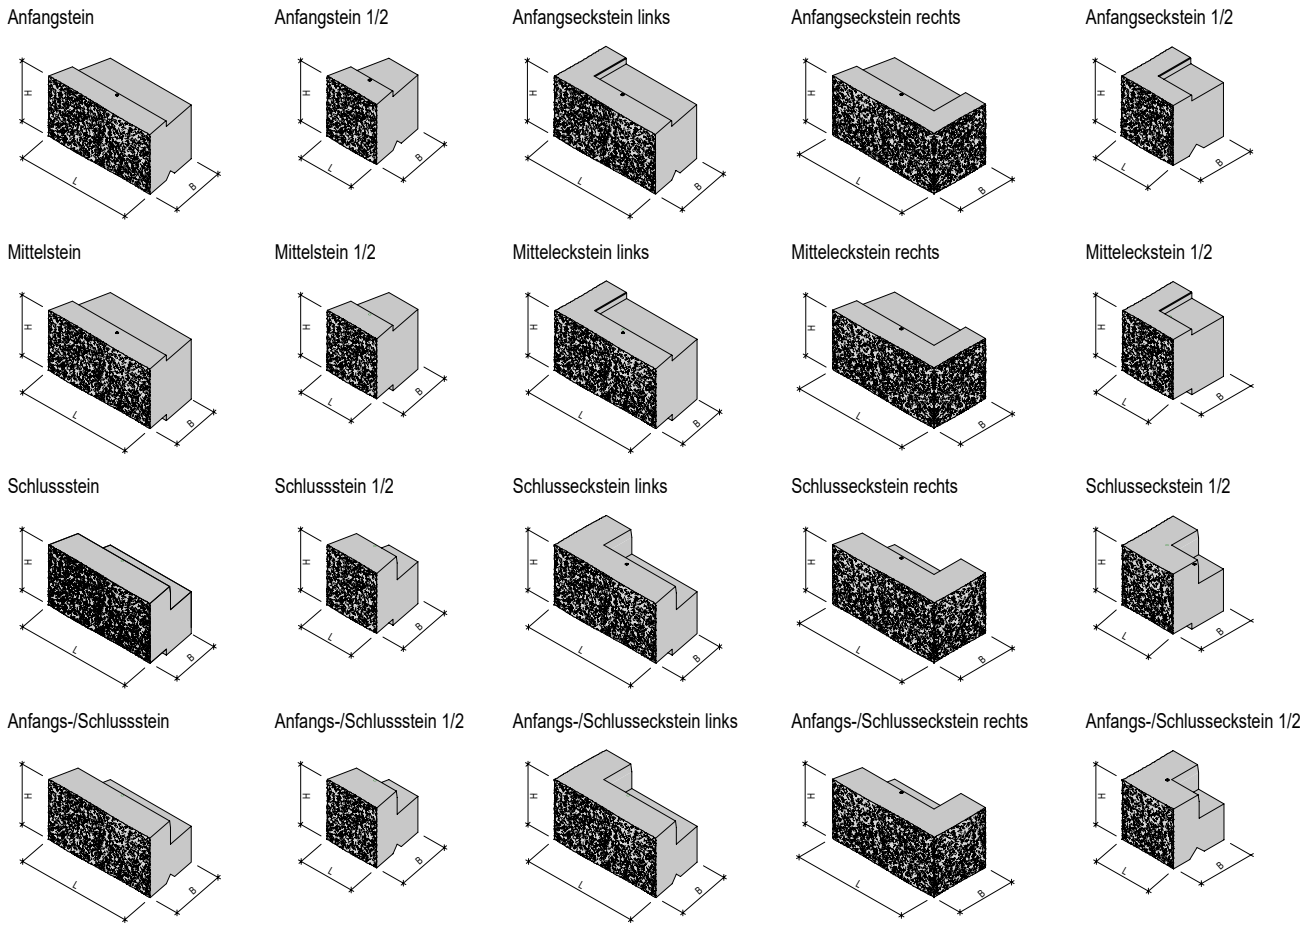 Anfangstein Anfangstein 1/2 Anfangseckstein links Anfangseckstein rechts Anfangseckstein 1/2
H L B H L B H L B H L B H L B
Mittelstein Mittelstein 1/2 Mitteleckstein links Mitteleckstein rechts Mitteleckstein 1/2
H L B H L B H L B H L B H L B
Schlussstein Schlussstein 1/2 Schlusseckstein links Schlusseckstein rechts Schlusseckstein 1/2
H L B H L B H L B H L B H L B
Anfangs-/Schlussstein Anfangs-/Schlussstein 1/2 Anfangs-/Schlusseckstein links Anfangs-/Schlusseckstein rechts Anfangs-/Schlusseckstein 1/2
H L B H L B H L B H L B H L B